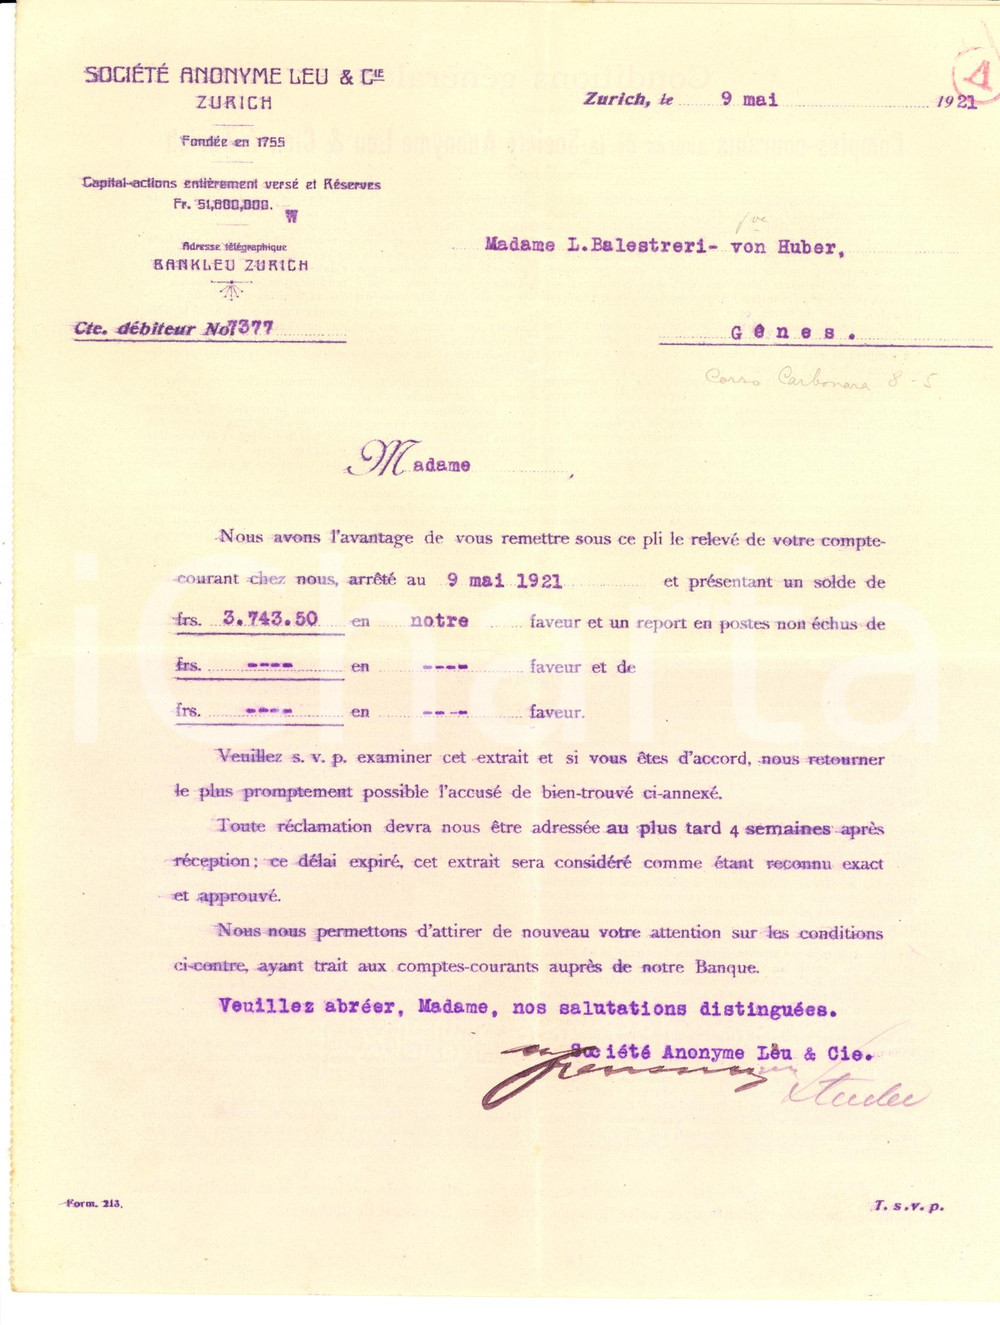 SOCIÉTÉ ANONYME LEU & CIE
ZURICH
Fondée en 1755
Capital-actions entièrement versé et Réserves
Fr. 51,800,000.
Adresse télégraphique
BANKLEU ZURICH
Cte. débiteur No. 7377
Zurich, le 9 mai 1921
A
Madame L.Balestreri- von Huber,
Gênes.
Corso Carbonara 8-5
Madame ,
Nous avons l'avantage de vous remettre sous ce pli le relevé de votre compte-
courant chez nous, arrêté au 9 mai 1921 et présentant un solde de
frs. 3.743.50 en notre faveur et un report en postes non échus de
frs. ---- en ---- faveur et de
frs. ---- en ---- faveur.
Veuillez s. v. p. examiner cet extrait et si vous êtes d'accord, nous retourner
le plus promptement possible l'accusé de bien-trouvé ci-annexé.
Toute réclamation devra nous être adressée au plus tard 4 semaines après
réception; ce délai expiré, cet extrait sera considéré comme étant reconnu exact
et approuvé.
Nous nous permettons d'attirer de nouveau votre attention sur les conditions
ci-contre, ayant trait aux comptes-courants auprès de notre Banque.
Veuillez abréer, Madame, nos salutations distinguées.
Société Anonyme Leu & Cie.
Studer
Form. 213.
T. s.v. p.
iCharta